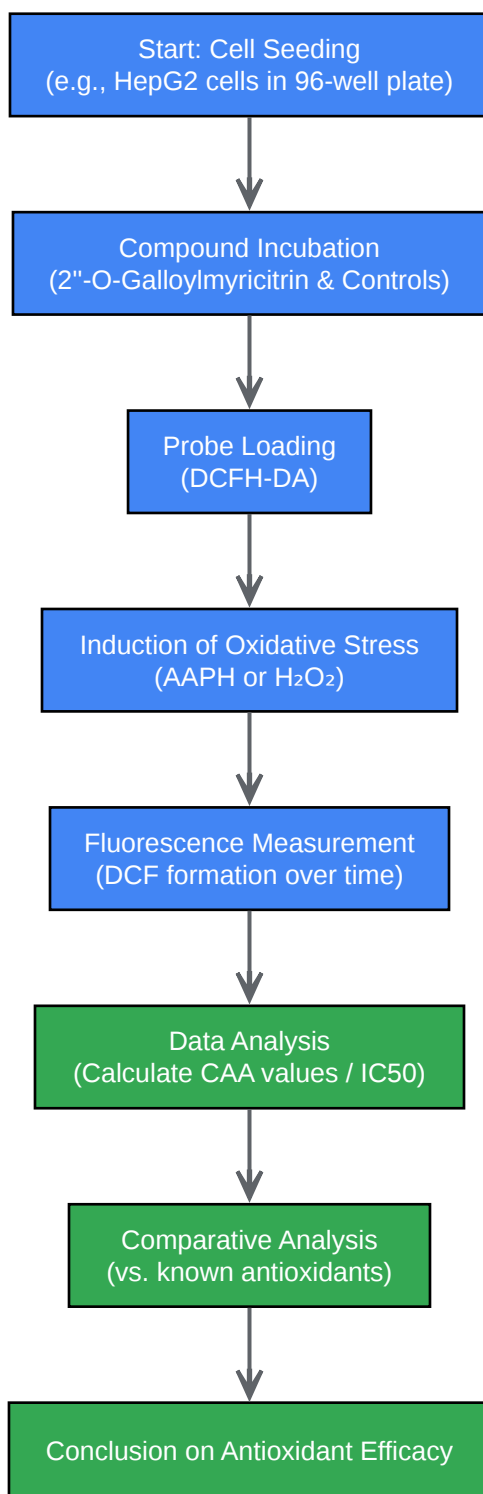 Start: Cell Seeding
(e.g., HepG2 cells in 96-well plate)
Compound Incubation
(2"-O-Galloylmyricitrin & Controls)
Probe Loading
(DCFH-DA)
Induction of Oxidative Stress
(AAPH or H₂O₂)
Fluorescence Measurement
(DCF formation over time)
Data Analysis
(Calculate CAA values / IC50)
Comparative Analysis
(vs. known antioxidants)
Conclusion on Antioxidant Efficacy